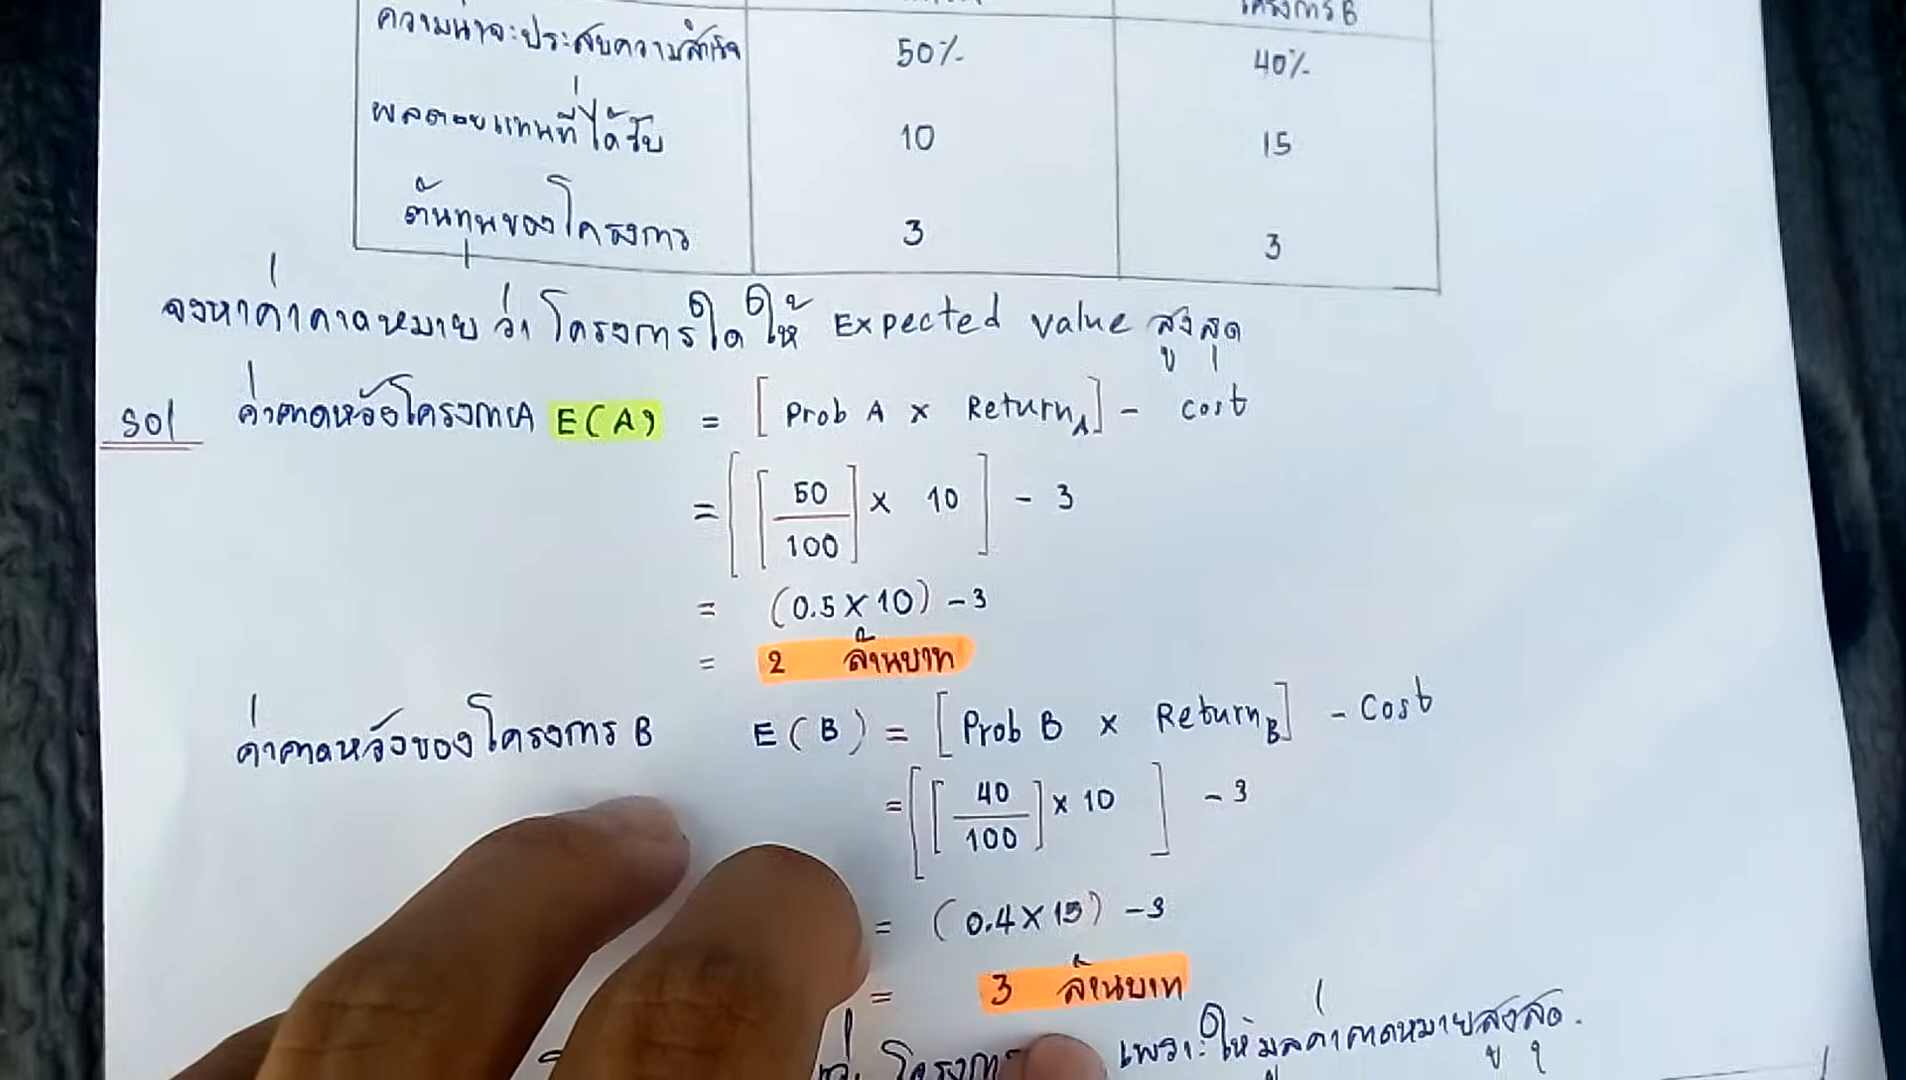 โครงการ B
ความน่าจะประสบความสำเร็จ 50% 40%
ผลตอบแทนที่ได้รับ 10 15
ต้นทุนของโครงการ 3 3
จงหาค่าคาดหมายว่าโครงการใดให้ Expected value สูงสุด
Sol ค่าคาดหวังโครงการA E(A) = [Prob A x Return A] - cost
= [[50/100] x 10] - 3
= (0.5 x 10) - 3
= 2 ล้านบาท
ค่าคาดหวังของโครงการ B E(B) = [Prob B x Return B] - Cost
= [[40/100] x 10] - 3
= (0.4 x 15) - 3
= 3 ล้านบาท
เพราะให้มูลค่าคาดหมายสูงสุด.